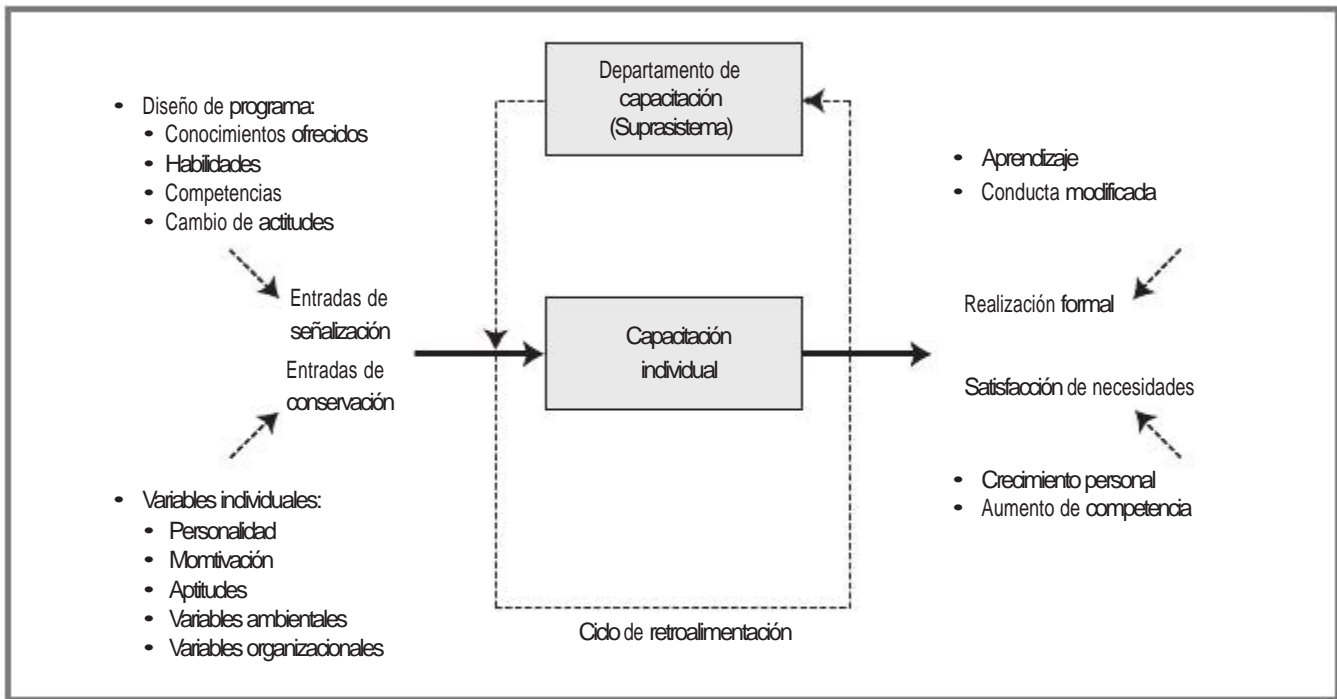 • Diseño de programa:
• Conocimientos ofrecidos
• Habilidades
• Competencias
• Cambio de actitudes
Entradas de
señalización
Entradas de
conservación
• Variables individuales:
• Personalidad
• Momtivación
• Aptitudes
• Variables ambientales
• Variables organizacionales
Departamento de
capacitación
(Suprasistema)
Capacitación
individual
Ciclo de retroalimentación
• Aprendizaje
• Conducta modificada
Realización formal
Satisfacción de necesidades
• Crecimiento personal
• Aumento de competencia